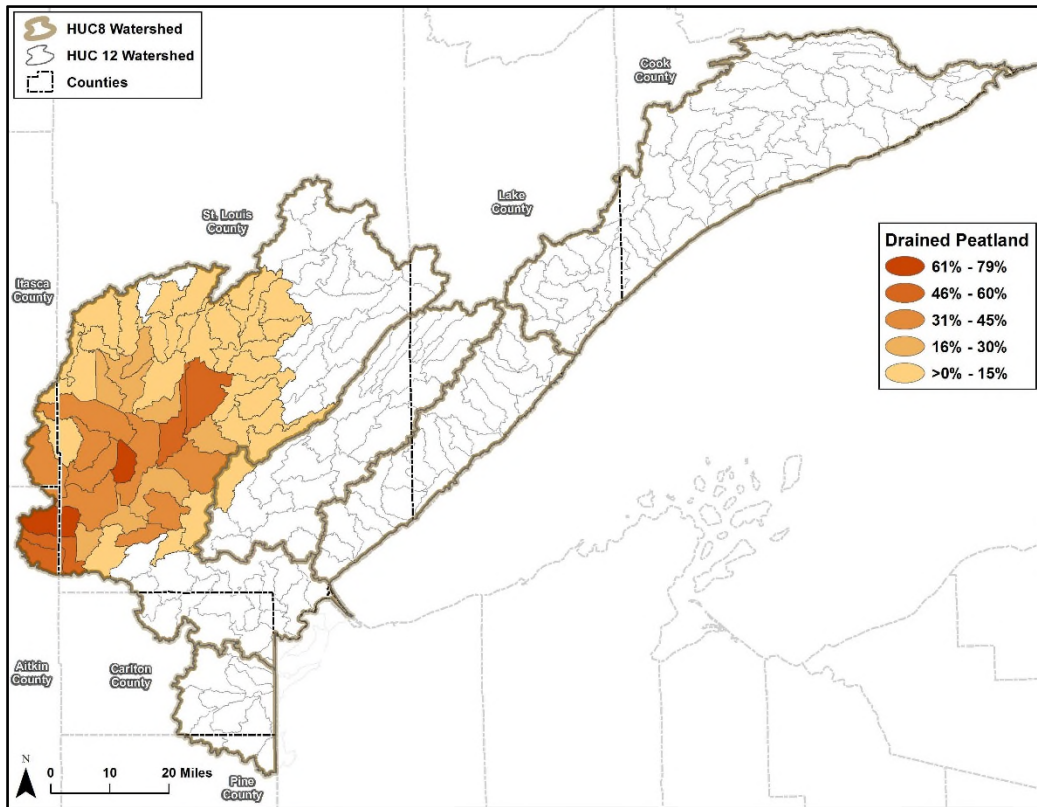 HUC8 Watershed
HUC 12 Watershed
Counties
Cook
County
Lake
County
St. Louis
County
Itasca
County
Drained Peatland
61% - 79%
46% - 60%
31% - 45%
16% - 30%
>0% - 15%
Aitkin
County
Carlton
County
Pine
County
N
0 10 20 Miles